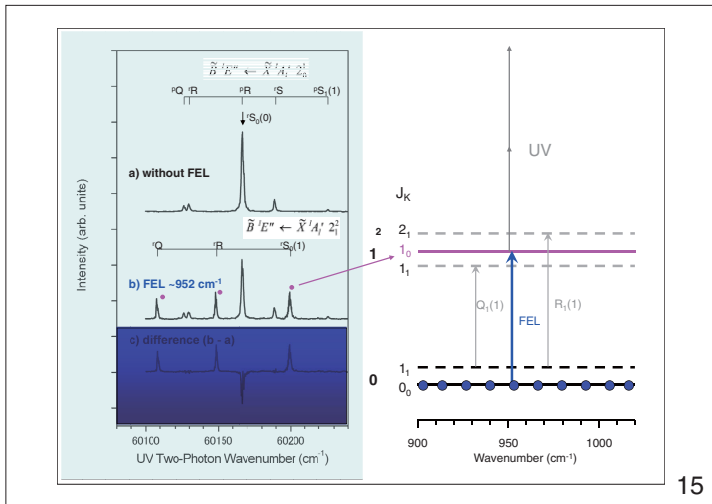 B̃ ¹E″ ← X̃ ¹A₁′ 2₀¹
ᵖQ ʳR ᵖR ʳS ᵖS₁(1)
ʳS₀(0)
a) without FEL
B̃ ¹E″ ← X̃ ¹A₁′ 2₁²
ʳQ ʳR ʳS₀(1)
b) FEL ~952 cm⁻¹
c) difference (b - a)
Intensity (arb. units)
60100 60150 60200
UV Two-Photon Wavenumber (cm⁻¹)
UV
J_K
2 2₁
1 1₀
1₁
Q₁(1) R₁(1)
FEL
1₁
0 0₀
900 950 1000
Wavenumber (cm⁻¹)
15